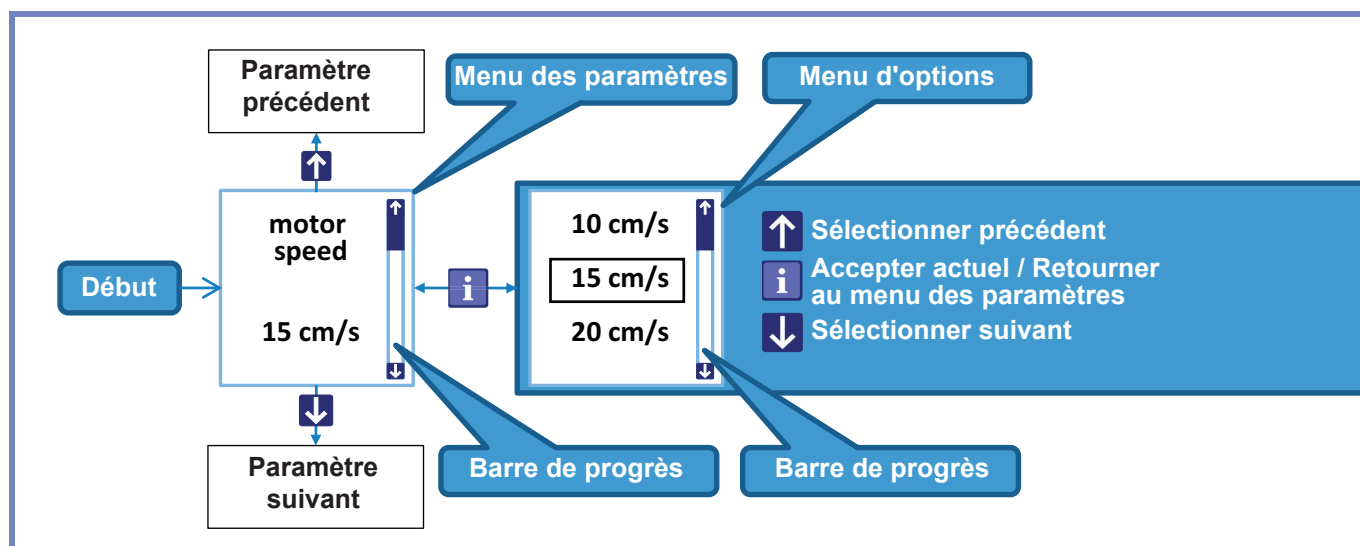 Paramètre
précédent
Menu des paramètres
Menu d'options
motor
speed
15 cm/s
Début
i
10 cm/s
15 cm/s
20 cm/s
Sélectionner précédent
i
Accepter actuel / Retourner
au menu des paramètres
Sélectionner suivant
Paramètre
suivant
Barre de progrès
Barre de progrès